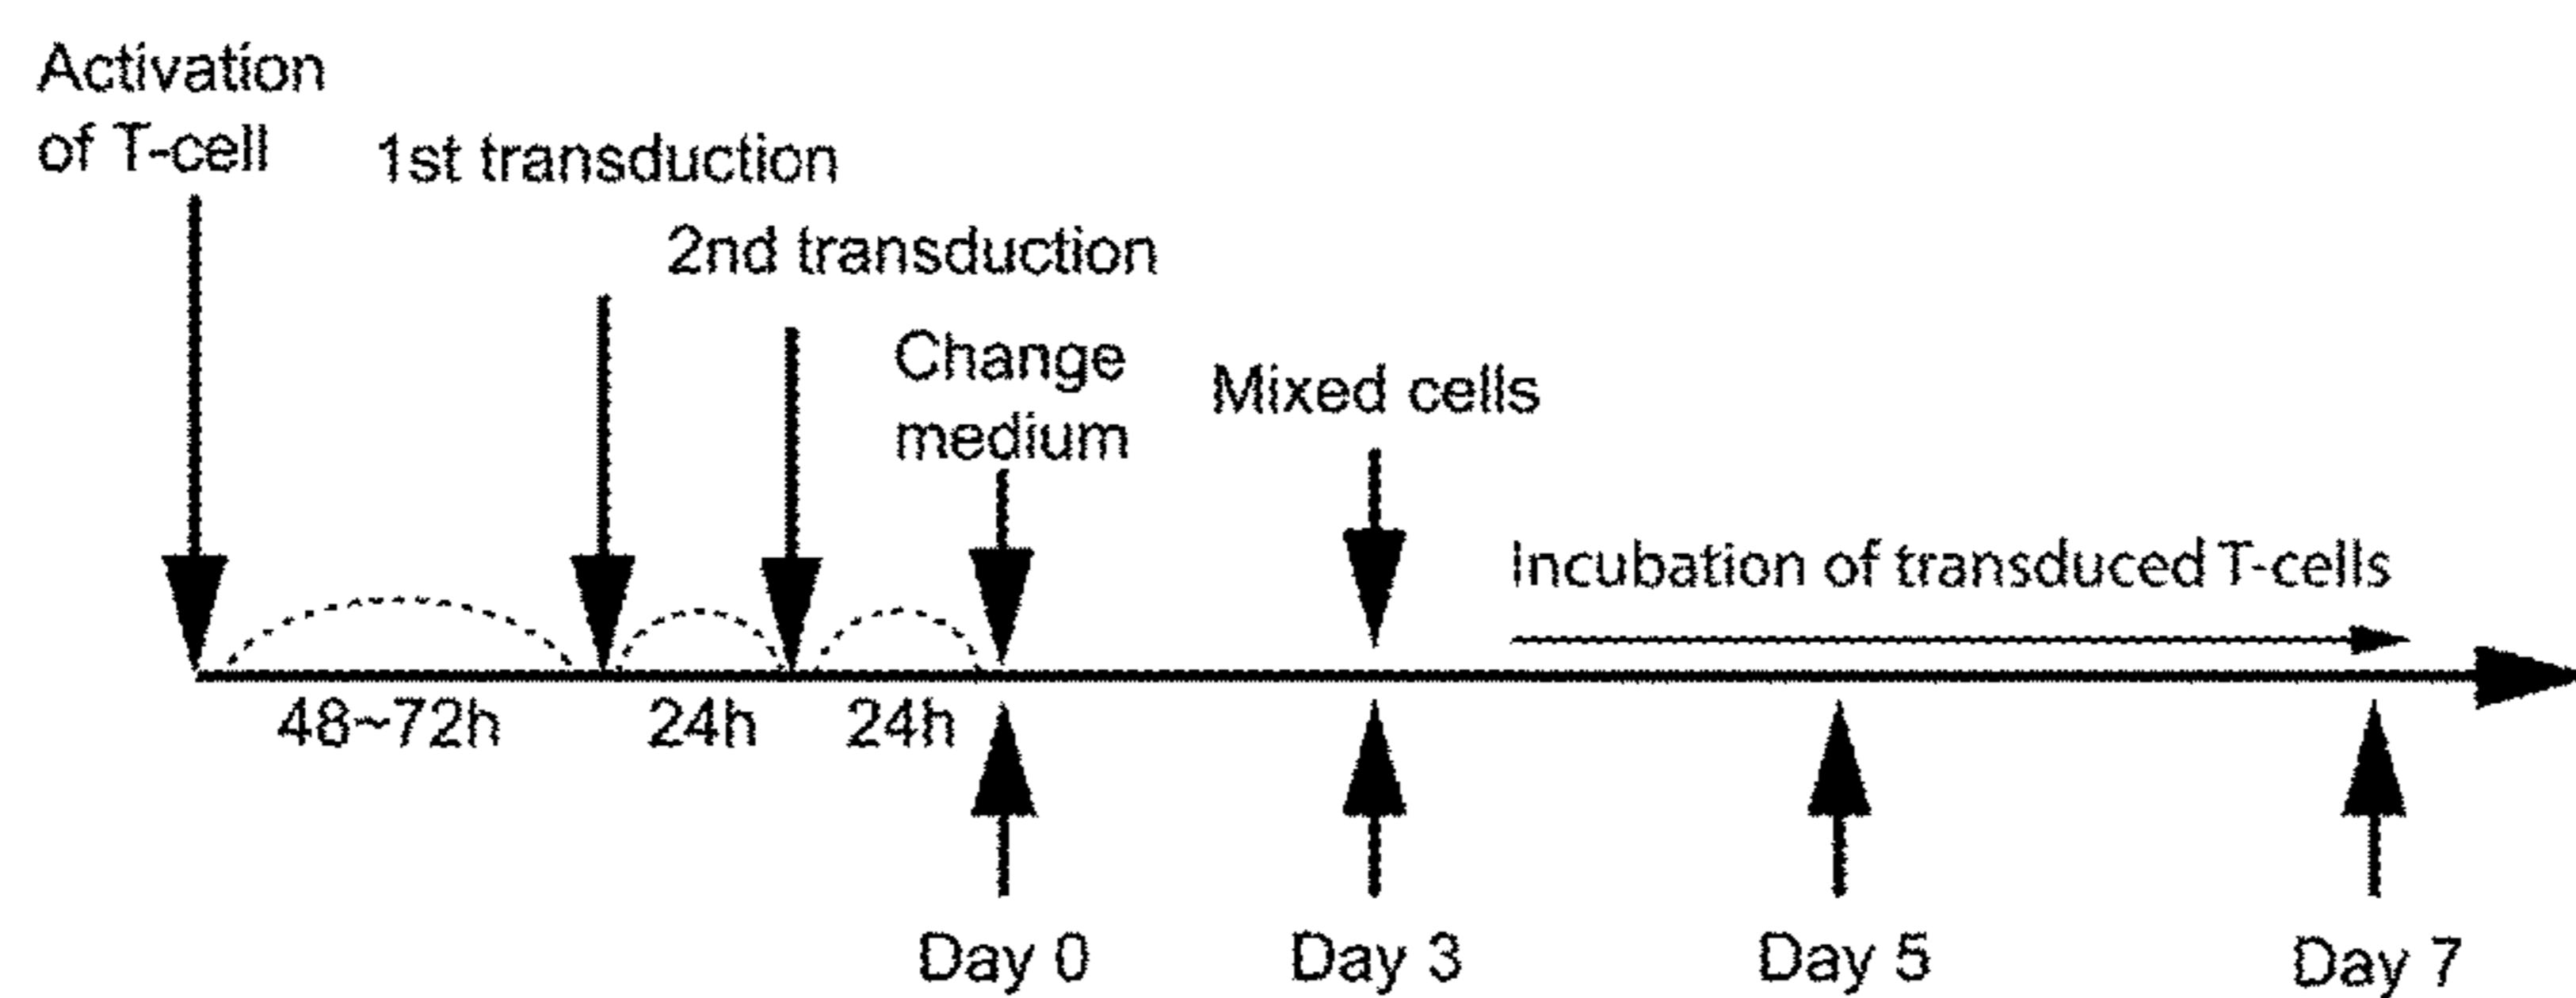 Activation
of T-cell
1st transduction
2nd transduction
Change
medium
Mixed cells
Incubation of transduced T-cells
48~72h
24h
24h
Day 0
Day 3
Day 5
Day 7